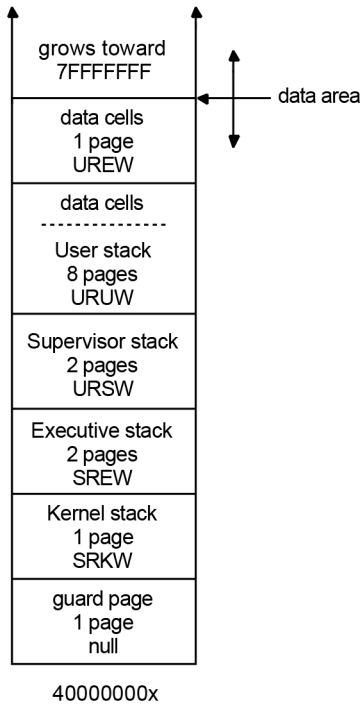 grows toward
7FFFFFFF
data area
data cells
1 page
UREW
data cells
User stack
8 pages
URUW
Supervisor stack
2 pages
URSW
Executive stack
2 pages
SREW
Kernel stack
1 page
SRKW
guard page
1 page
null
40000000x